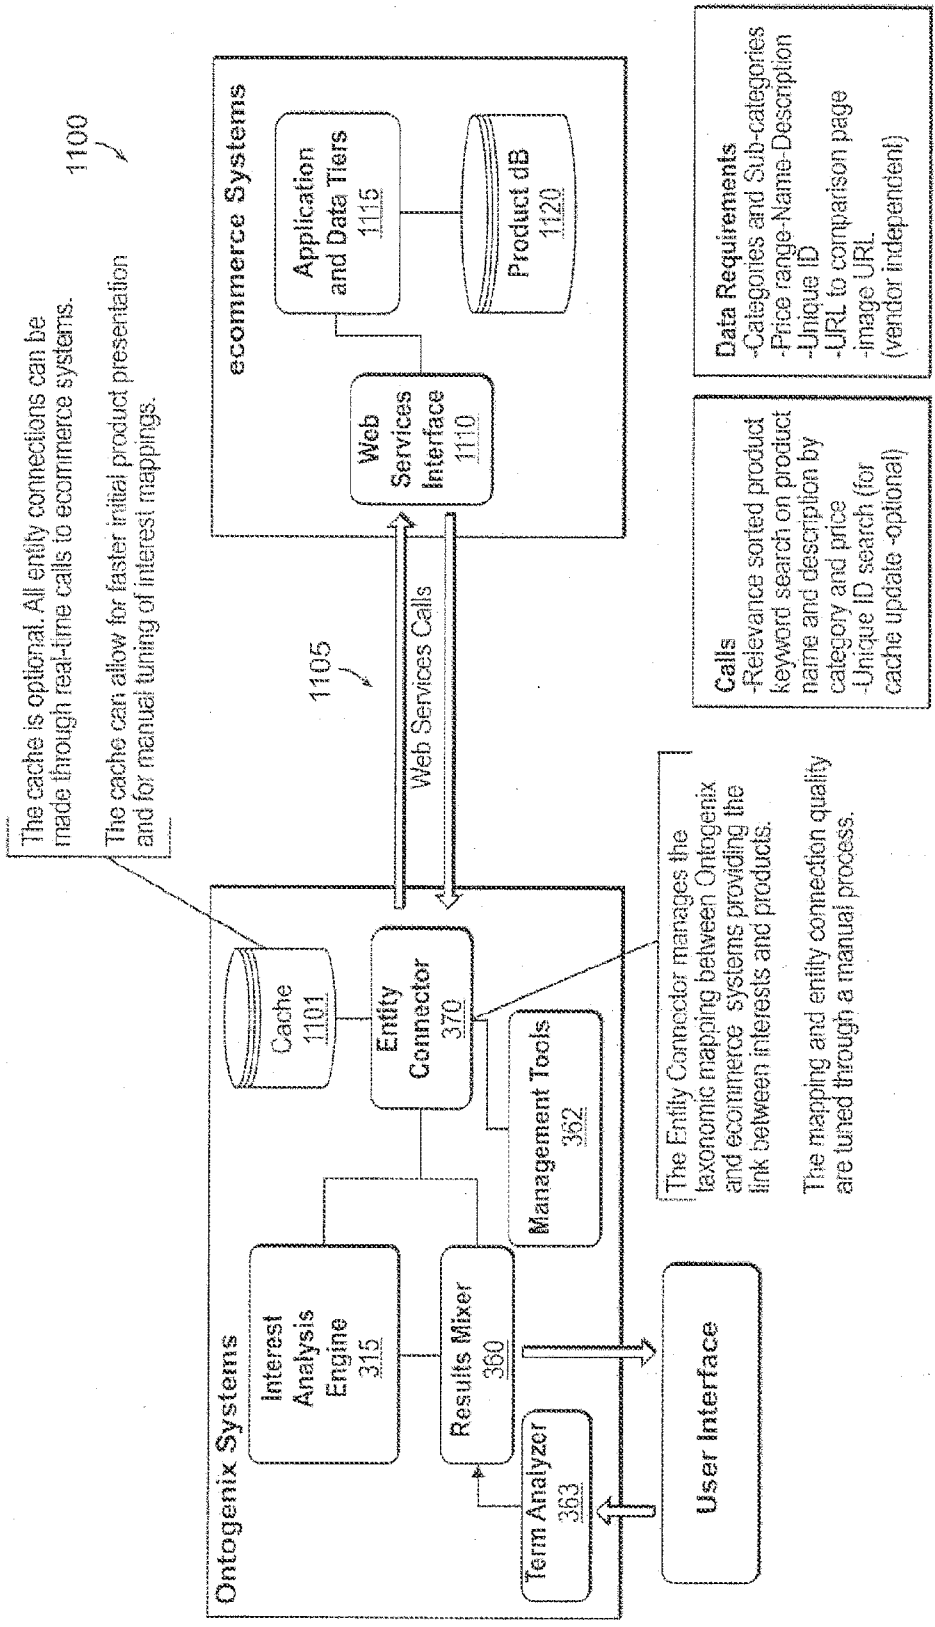 1100
The cache is optional. All entity connections can be
made through real-time calls to ecommerce systems.
The cache can allow for faster initial product presentation
and for manual tuning of interest mappings.
Ontogenix Systems
Interest
Analysis
Engine
315
Cache
1101
Entity
Connector
370
Results Mixer
360
Term Analyzer
363
Management Tools
362
User Interface
1105
Web Services Calls
ecommerce Systems
Application
and Data Tiers
1115
Web
Services
Interface
1110
Product dB
1120
The Entity Connector manages the
taxonomic mapping between Ontogenix
and ecommerce systems providing the
link between interests and products.
The mapping and entity connection quality
are tuned through a manual process.
Calls
-Relevance sorted product
keyword search on product
name and description by
category and price
-Unique ID search (for
cache update -optional)
Data Requirements
-Categories and Sub-categories
-Price range-Name-Description
-Unique ID
-URL to comparison page
-image URL
(vendor independent)